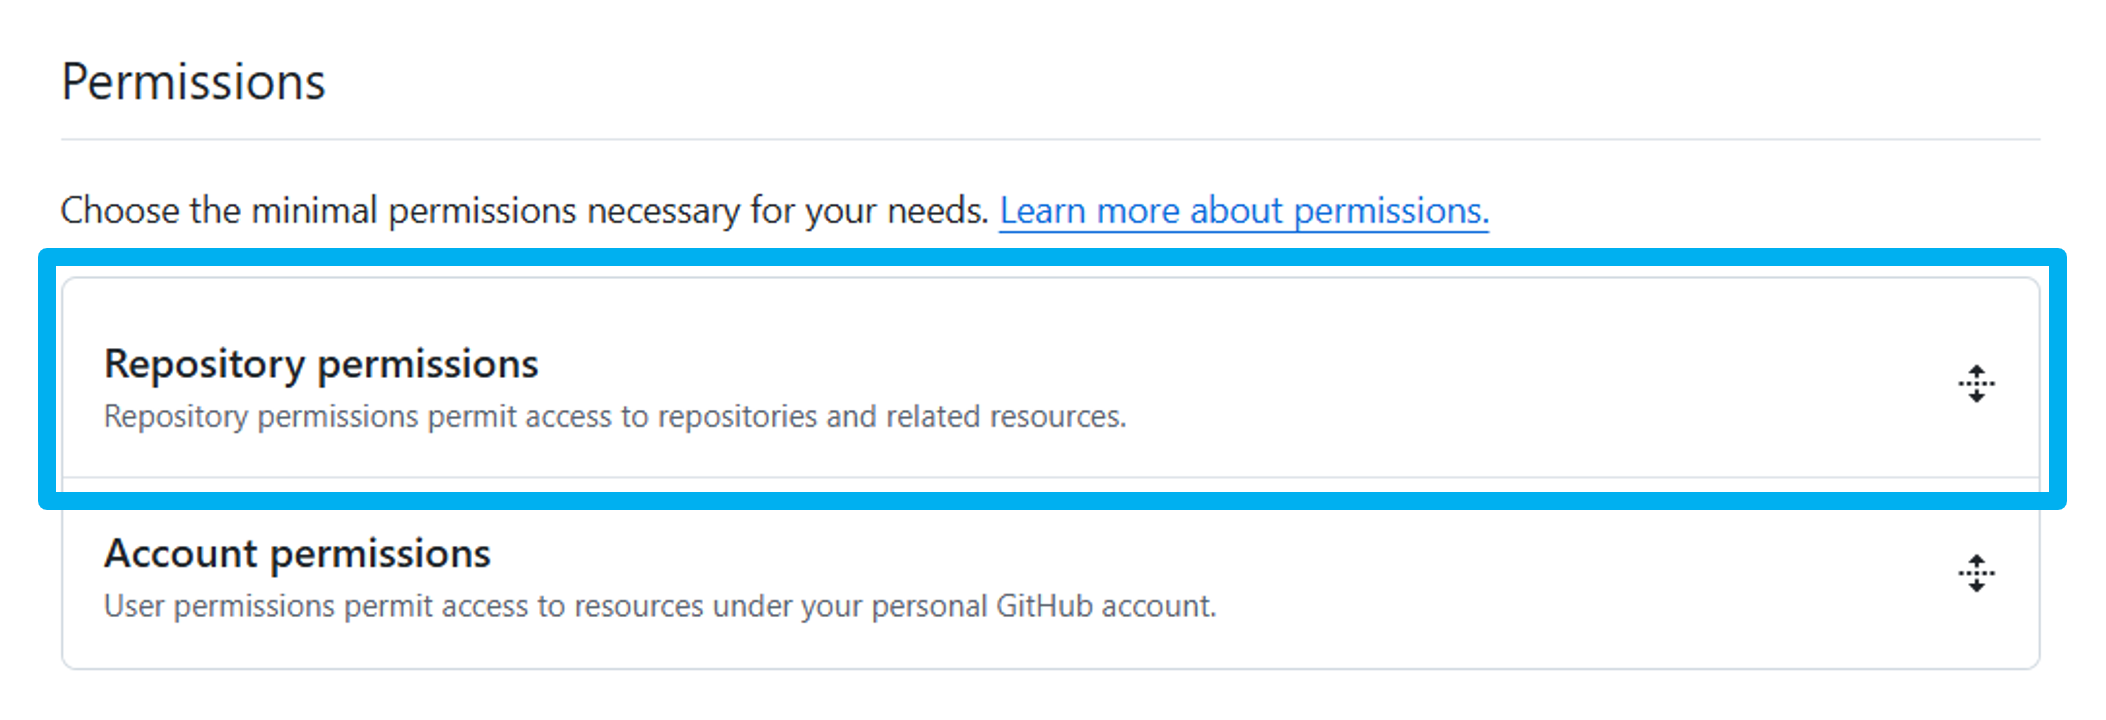 Permissions
Choose the minimal permissions necessary for your needs. Learn more about permissions.
Repository permissions
Repository permissions permit access to repositories and related resources.
Account permissions
User permissions permit access to resources under your personal GitHub account.